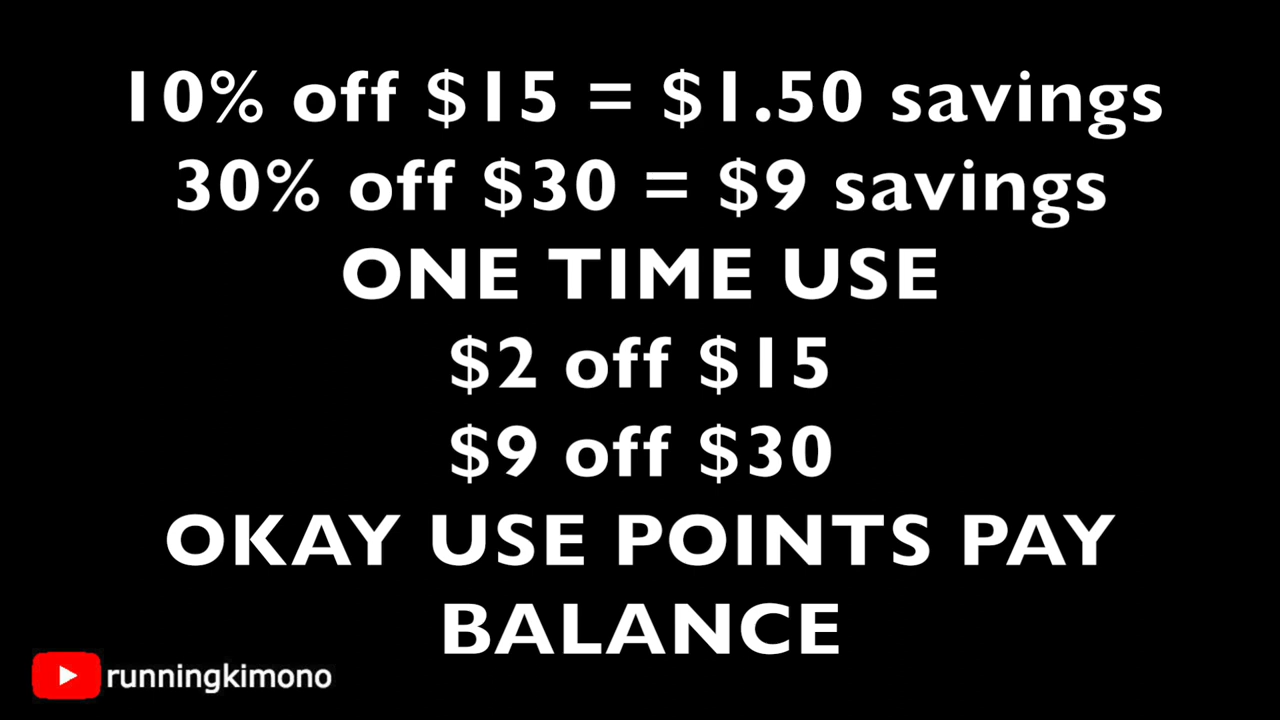 10% off $15 = $1.50 savings
30% off $30 = $9 savings
ONE TIME USE
$2 off $15
$9 off $30
OKAY USE POINTS PAY
BALANCE
runningkimono